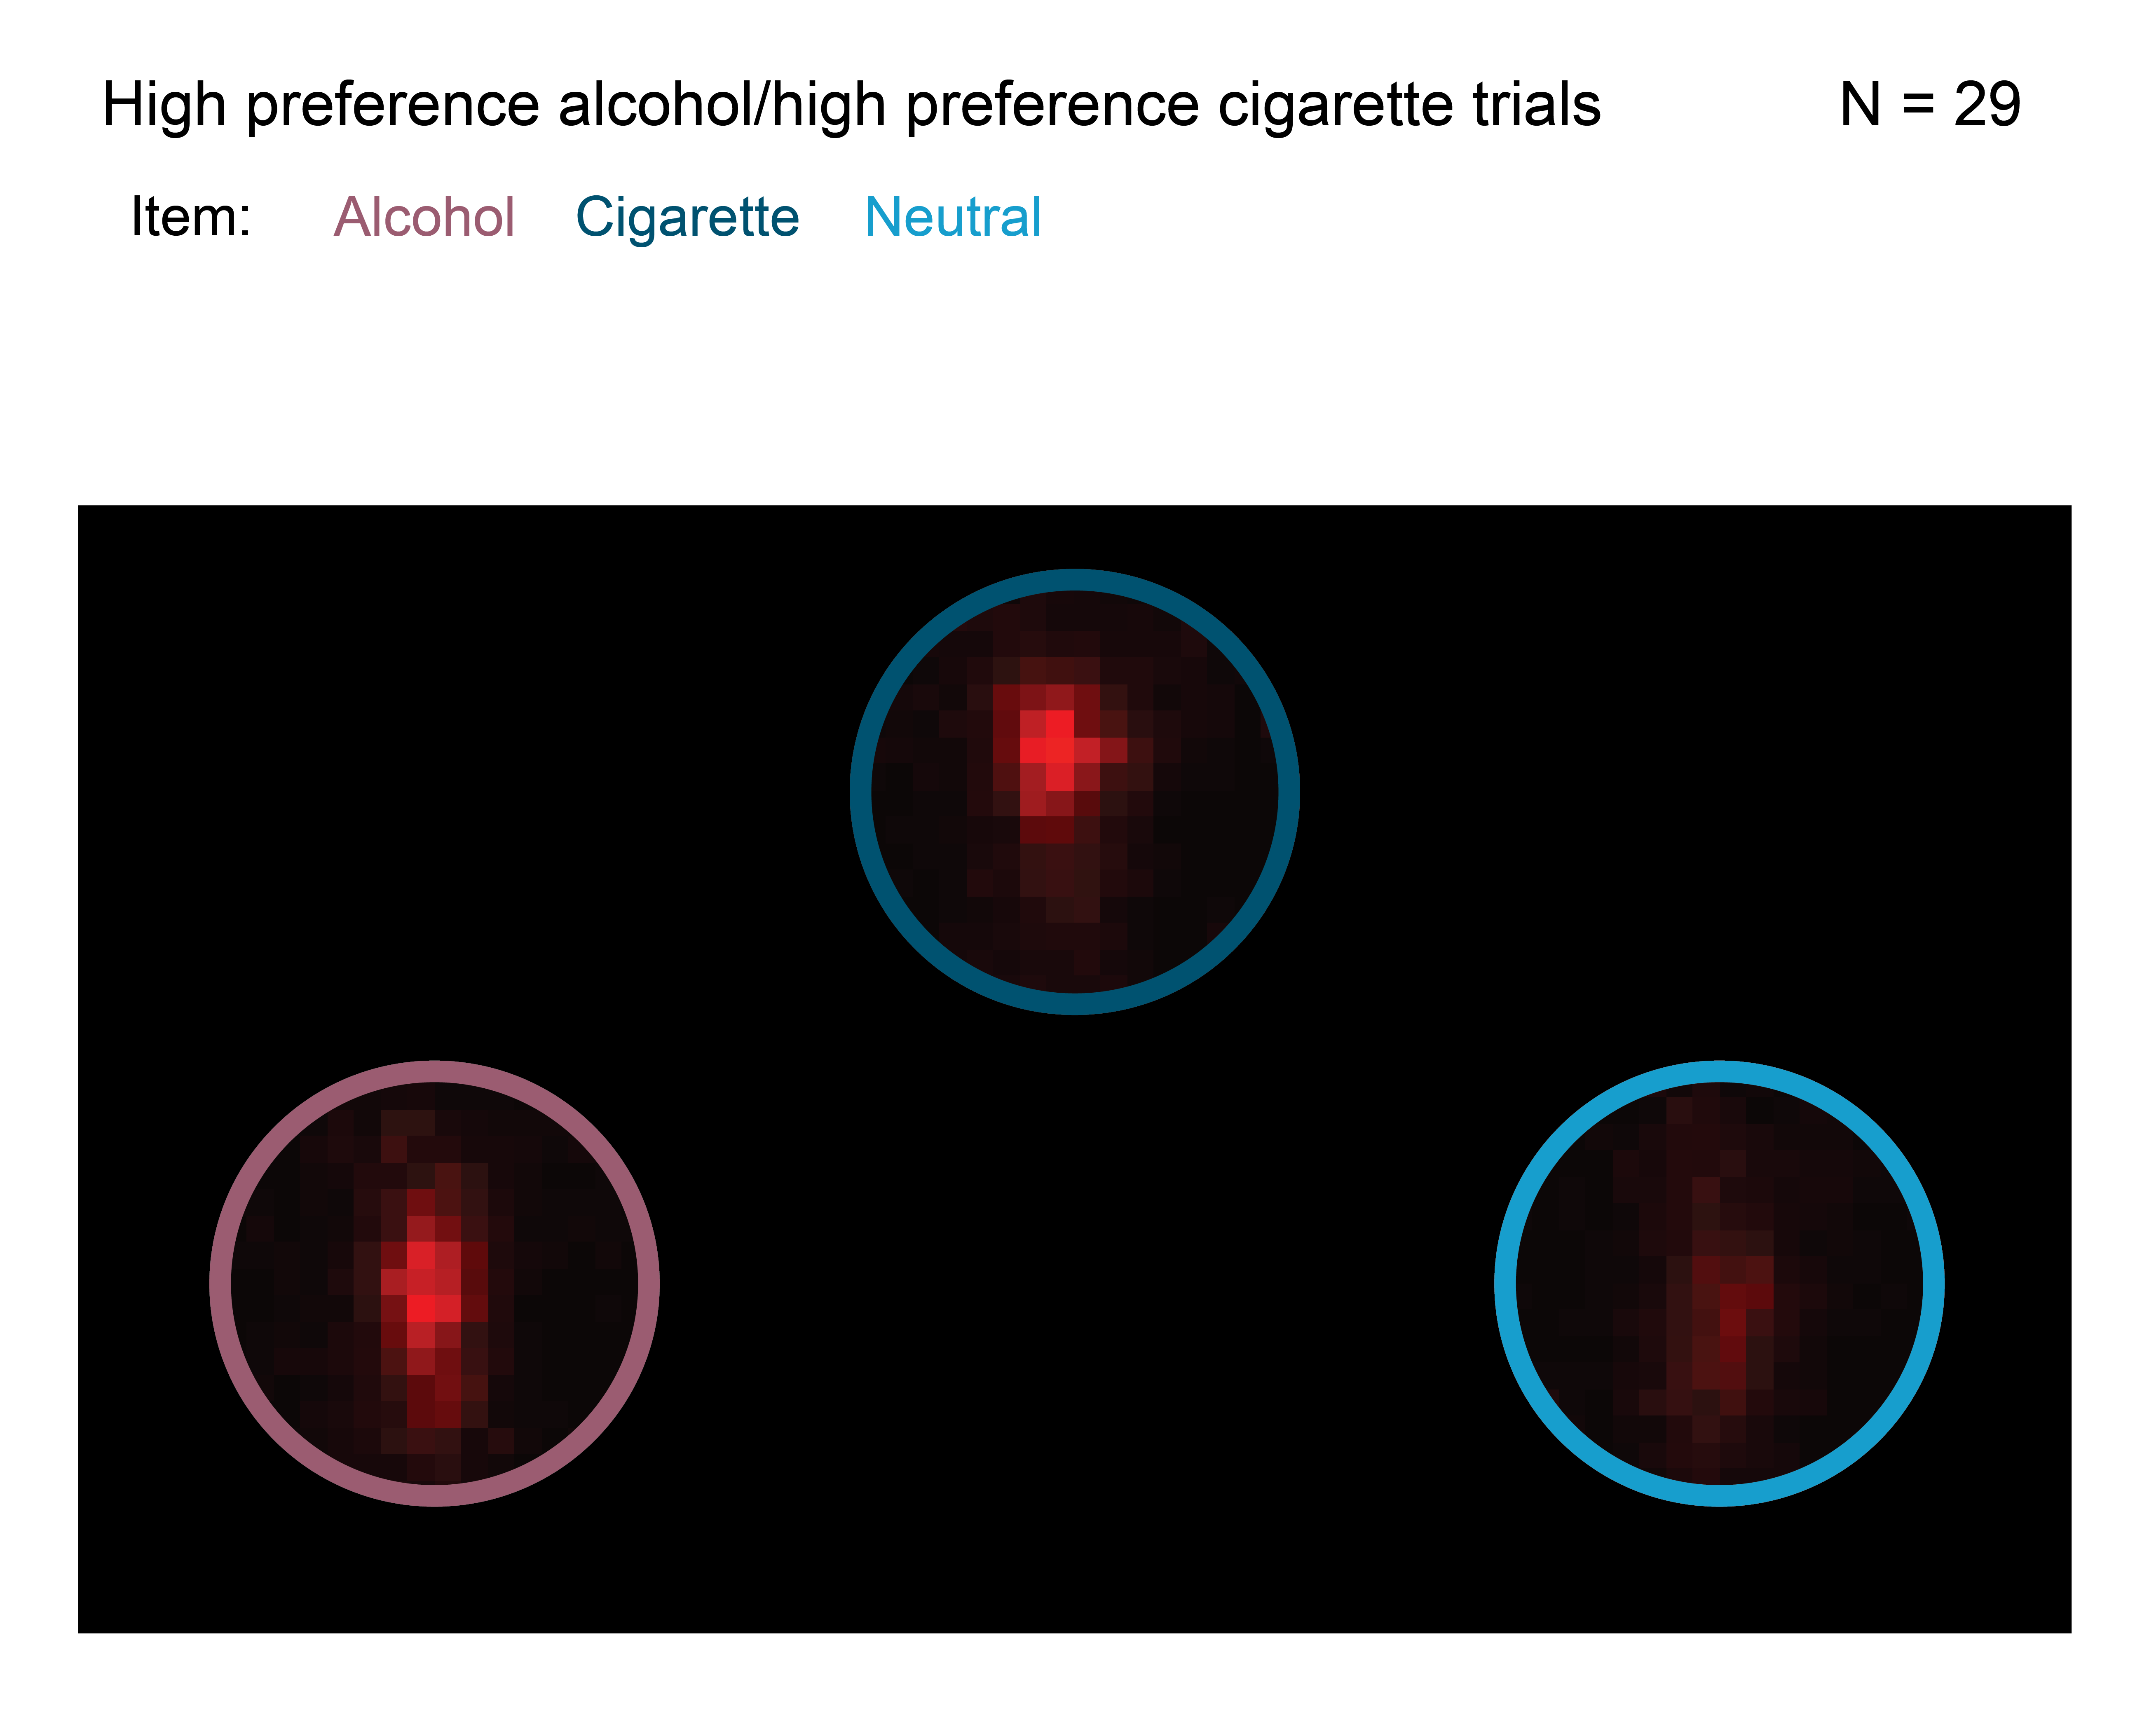 High preference alcohol/high preference cigarette trials N = 29
Item: Alcohol Cigarette Neutral